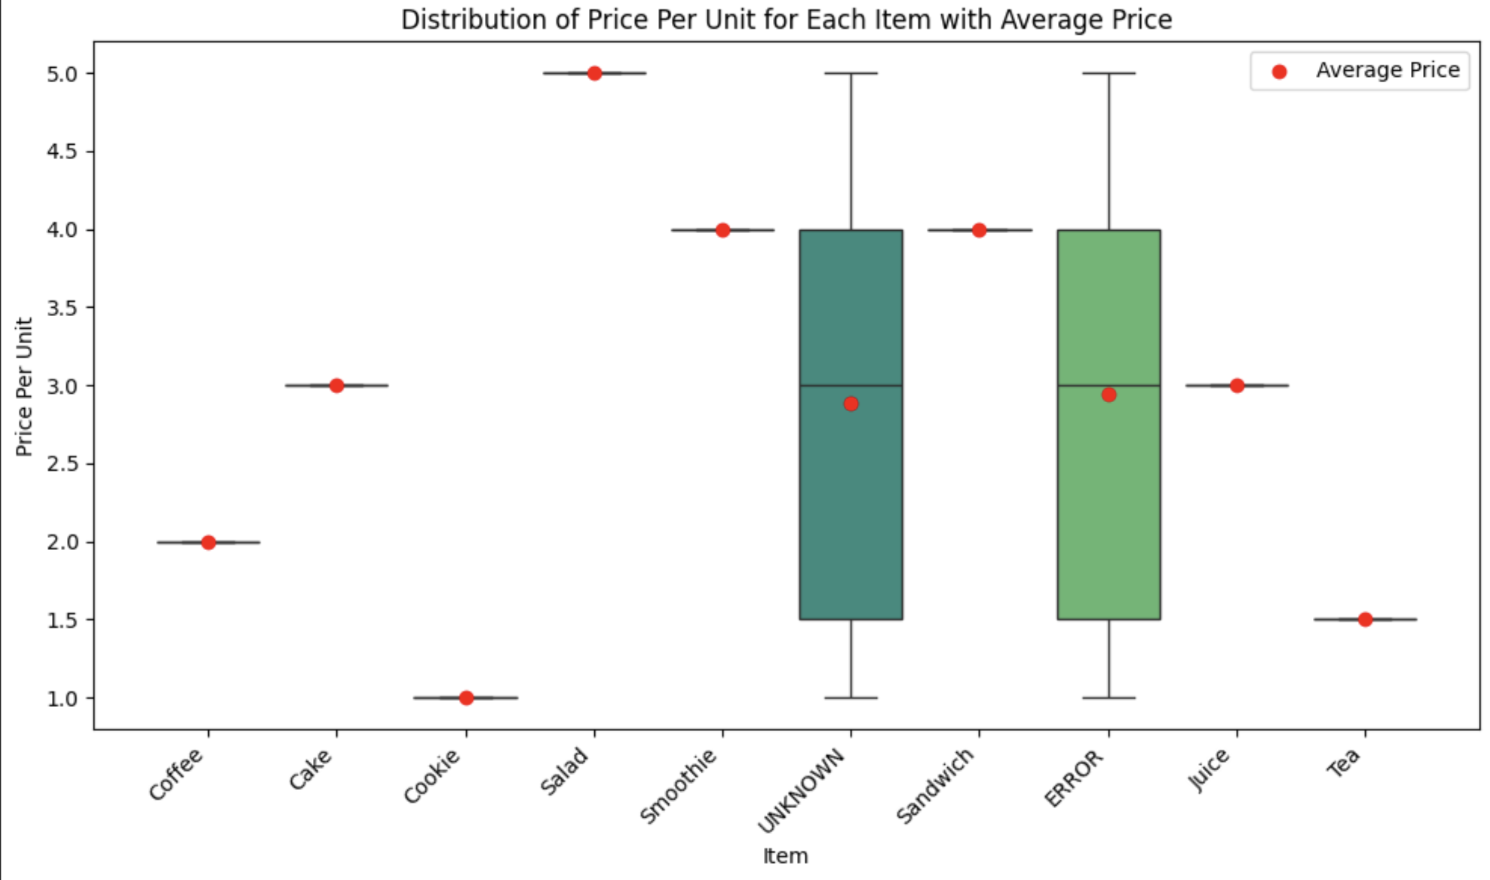 Distribution of Price Per Unit for Each Item with Average Price
Average Price
Price Per Unit
5.0
4.5
4.0
3.5
3.0
2.5
2.0
1.5
1.0
Coffee
Cake
Cookie
Salad
Smoothie
UNKNOWN
Sandwich
ERROR
Juice
Tea
Item